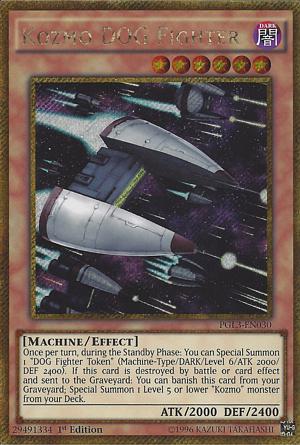 Kozmo DOG Fighter
DARK
闇
PGL3-EN030
[MACHINE/EFFECT]
Once per turn, during the Standby Phase: You can Special Summon
1 "DOG Fighter Token" (Machine-Type/DARK/Level 6/ATK 2000/
DEF 2400). If this card is destroyed by battle or card
effect and sent to the Graveyard: You can banish this card from
your Graveyard; Special Summon 1 Level 5 or lower "Kozmo" monster
from your Deck.
ATK/2000 DEF/2400
29491334 1st Edition ©1996 KAZUKI TAKAHASHI